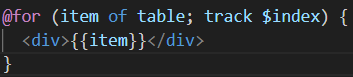 @for (item of table; track $index) {
  <div>{{item}}</div>
}